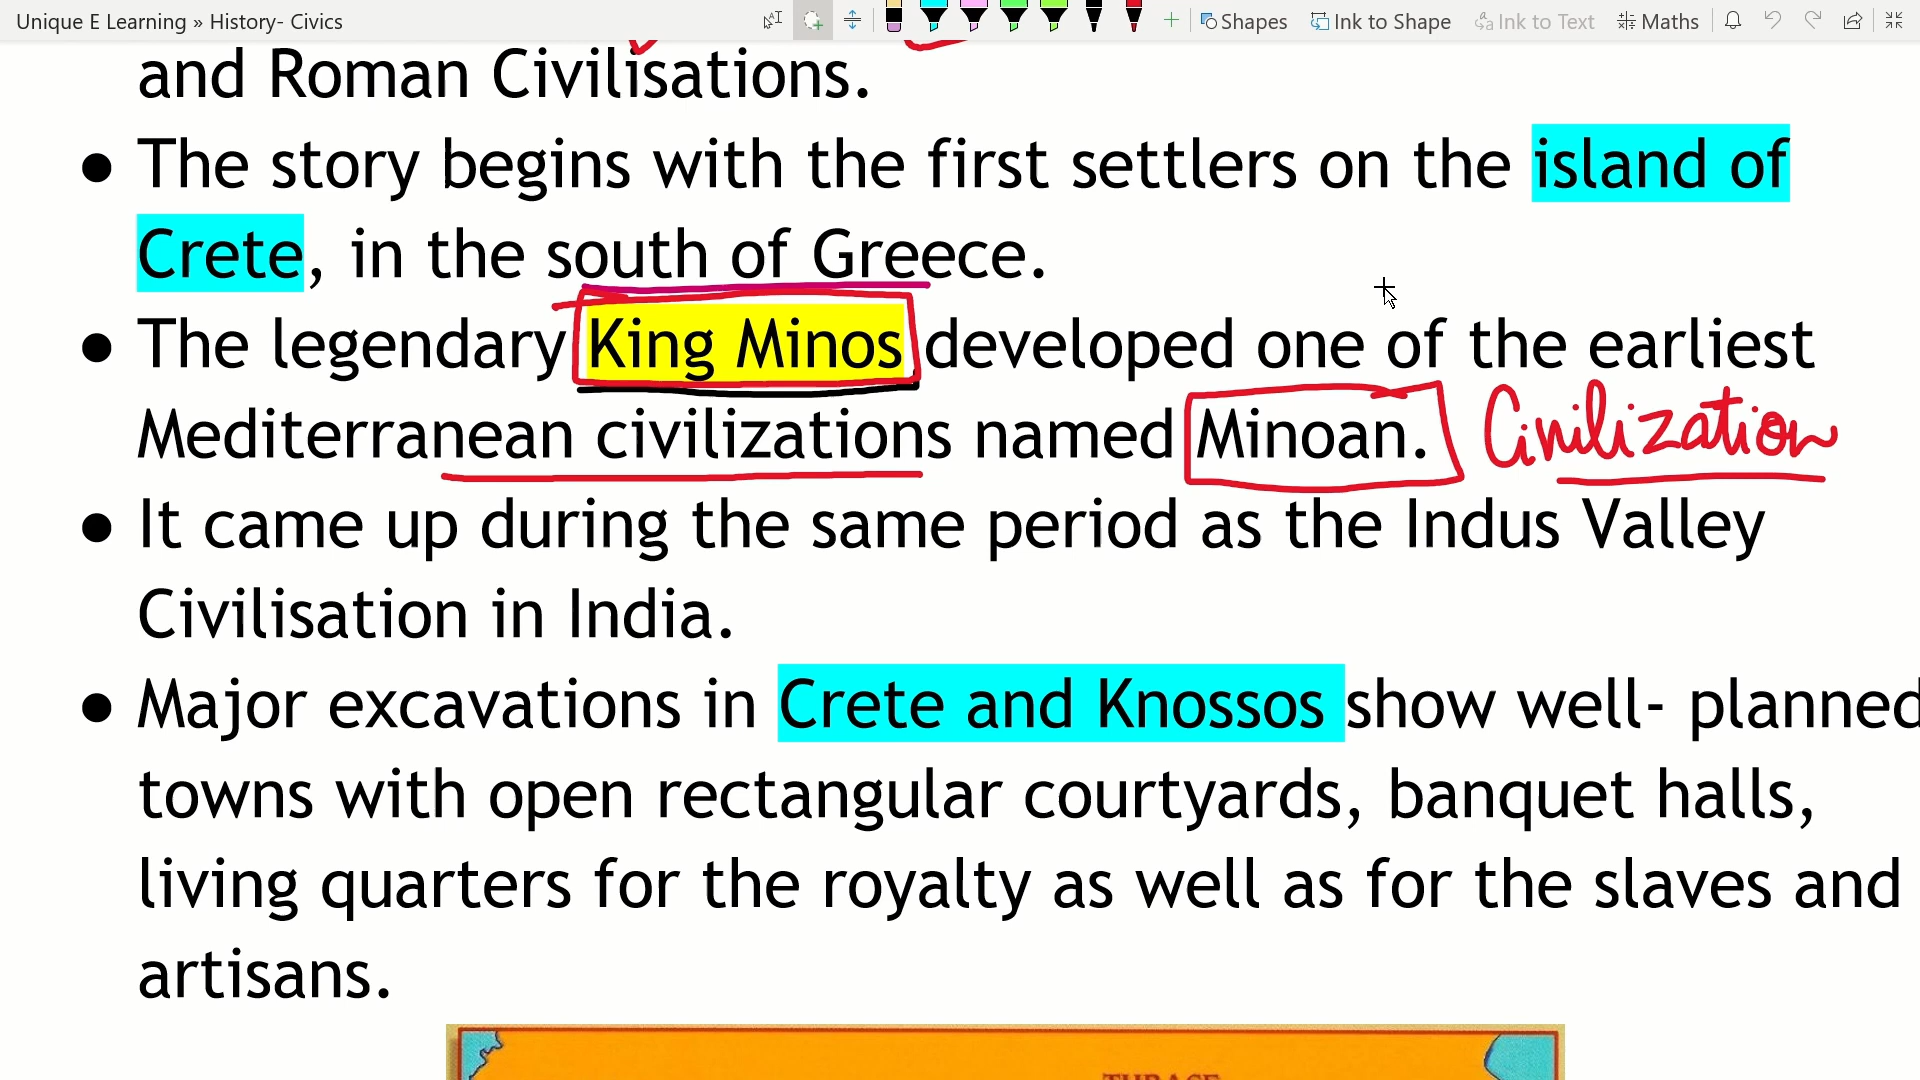 Unique E Learning » History- Civics
Shapes Ink to Shape Ink to Text Maths
and Roman Civilisations.
● The story begins with the first settlers on the island of
Crete, in the south of Greece.
● The legendary King Minos developed one of the earliest
Mediterranean civilizations named Minoan. Civilization
● It came up during the same period as the Indus Valley
Civilisation in India.
● Major excavations in Crete and Knossos show well- planned
towns with open rectangular courtyards, banquet halls,
living quarters for the royalty as well as for the slaves and
artisans.
THRACE